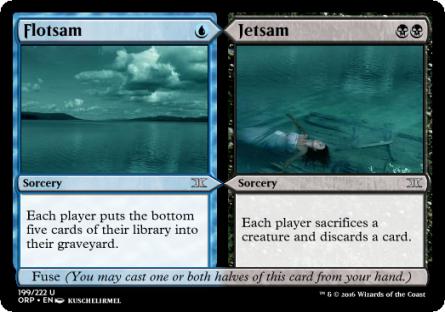 Flotsam
Sorcery
Each player puts the bottom
five cards of their library into
their graveyard.
Jetsam
Sorcery
Each player sacrifices a
creature and discards a card.
Fuse (You may cast one or both halves of this card from your hand.)
199/222 U
ORP • EN KUSCHELIRMEL
™ & © 2016 Wizards of the Coast